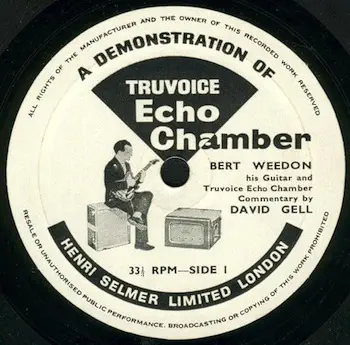 ALL RIGHTS OF THE MANUFACTURER AND THE OWNER OF THIS RECORDED WORK RESERVED
A DEMONSTRATION OF
TRUVOICE
Echo
Chamber
BERT WEEDON
his Guitar and
Truvoice Echo Chamber
Commentary by
DAVID GELL
33⅓ RPM—SIDE 1
HENRI SELMER LIMITED LONDON
RESALE OR UNAUTHORISED PUBLIC PERFORMANCE. BROADCASTING OR COPYING OF THIS WORK PROHIBITED